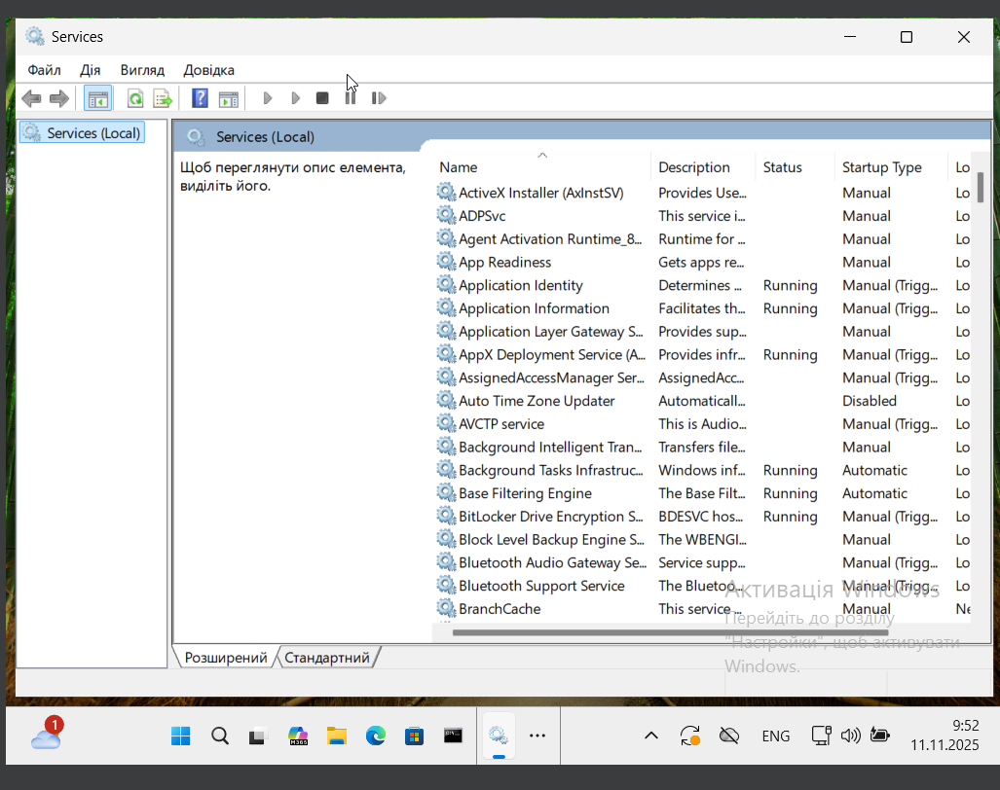 Services
Файл Дія Вигляд Довідка
Services (Local)
Services (Local)
Щоб переглянути опис елемента,
виділіть його.
Name Description Status Startup Type Lo
ActiveX Installer (AxInstSV) Provides Use... Manual Lo
ADPSvc This service i... Manual Lo
Agent Activation Runtime_8... Runtime for ... Manual Lo
App Readiness Gets apps re... Manual Lo
Application Identity Determines ... Running Manual (Trigg... Lo
Application Information Facilitates th... Running Manual (Trigg... Lo
Application Layer Gateway S... Provides sup... Manual Lo
AppX Deployment Service (A... Provides infr... Running Manual (Trigg... Lo
AssignedAccessManager Ser... AssignedAcc... Manual (Trigg... Lo
Auto Time Zone Updater Automaticall... Disabled Lo
AVCTP service This is Audio... Manual (Trigg... Lo
Background Intelligent Tran... Transfers file... Manual Lo
Background Tasks Infrastruc... Windows inf... Running Automatic Lo
Base Filtering Engine The Base Filt... Running Automatic Lo
BitLocker Drive Encryption S... BDESVC hos... Running Manual (Trigg... Lo
Block Level Backup Engine S... The WBENGI... Manual Lo
Bluetooth Audio Gateway Se... Service supp... Manual (Trigg... Lo
Bluetooth Support Service The Bluetoo... Manual (Trigg... Lo
BranchCache This service ... Manual Ne
Активація Windows
Перейдіть до розділу
"Настройки", щоб активувати
Windows.
Розширений Стандартний
1
M365
ENG
9:52
11.11.2025